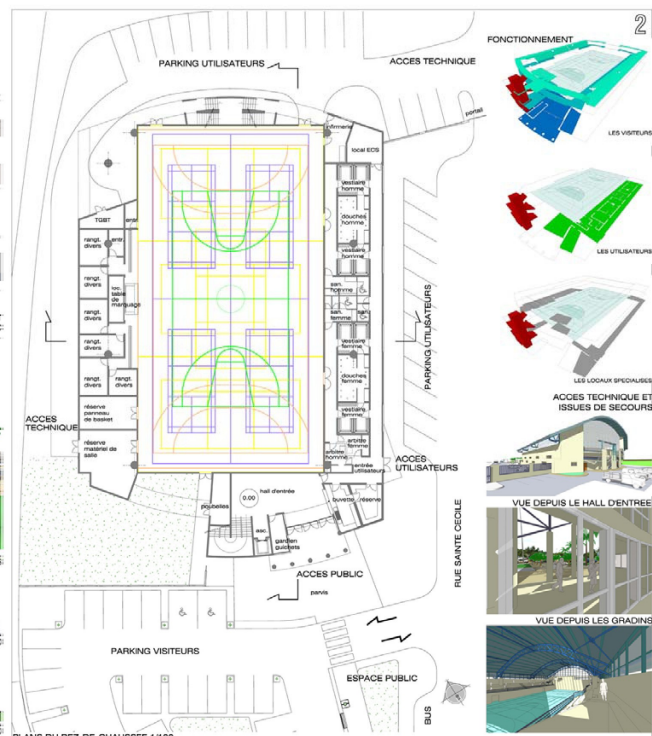 2
FONCTIONNEMENT
PARKING UTILISATEURS
ACCES TECHNIQUE
portail
infirmerie
local ECS
LES VISITEURS
vestiaire
homme
douches
homme
vestiaire
homme
TGBT
entr.
rangt.
divers
entr.
rangt.
divers
loc.
table
de
marquage
rangt.
divers
rangt.
divers
rangt.
divers
rangt.
divers
san.
homme
san.
femme
san.
LES UTILISATEURS
PARKING UTILISATEURS
vestiaire
femme
douches
femme
vestiaire
femme
LES LOCAUX SPECIALISES
ACCES TECHNIQUE ET
ISSUES DE SECOURS
réserve
panneau
de basket
ACCES
TECHNIQUE
réserve
matériel de
salle
arbitre
femme
arbitre
homme
entrée
utilisateurs
ACCES
UTILISATEURS
hall d'entrée
0.00
poubelles
buvette
réserve
asc.
gardien
guichets
VUE DEPUIS LE HALL D'ENTREE
RUE SAINTE CECILE
ACCES PUBLIC
parvis
VUE DEPUIS LES GRADINS
PARKING VISITEURS
ESPACE PUBLIC
BUS